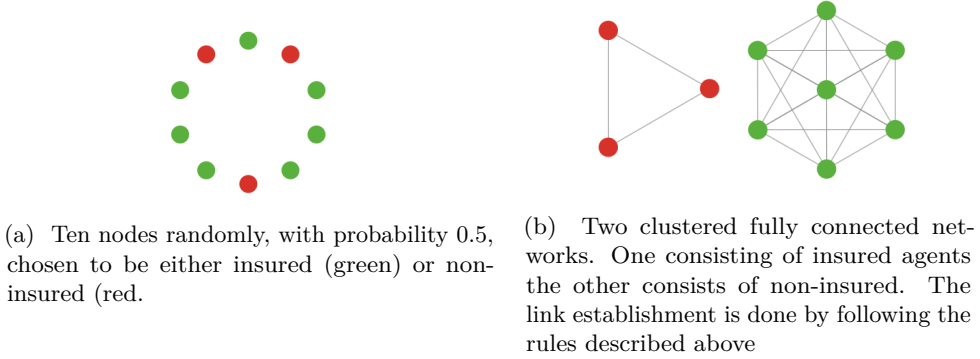 (a) Ten nodes randomly, with probability 0.5,
chosen to be either insured (green) or non-
insured (red.
(b) Two clustered fully connected net-
works. One consisting of insured agents
the other consists of non-insured. The
link establishment is done by following the
rules described above